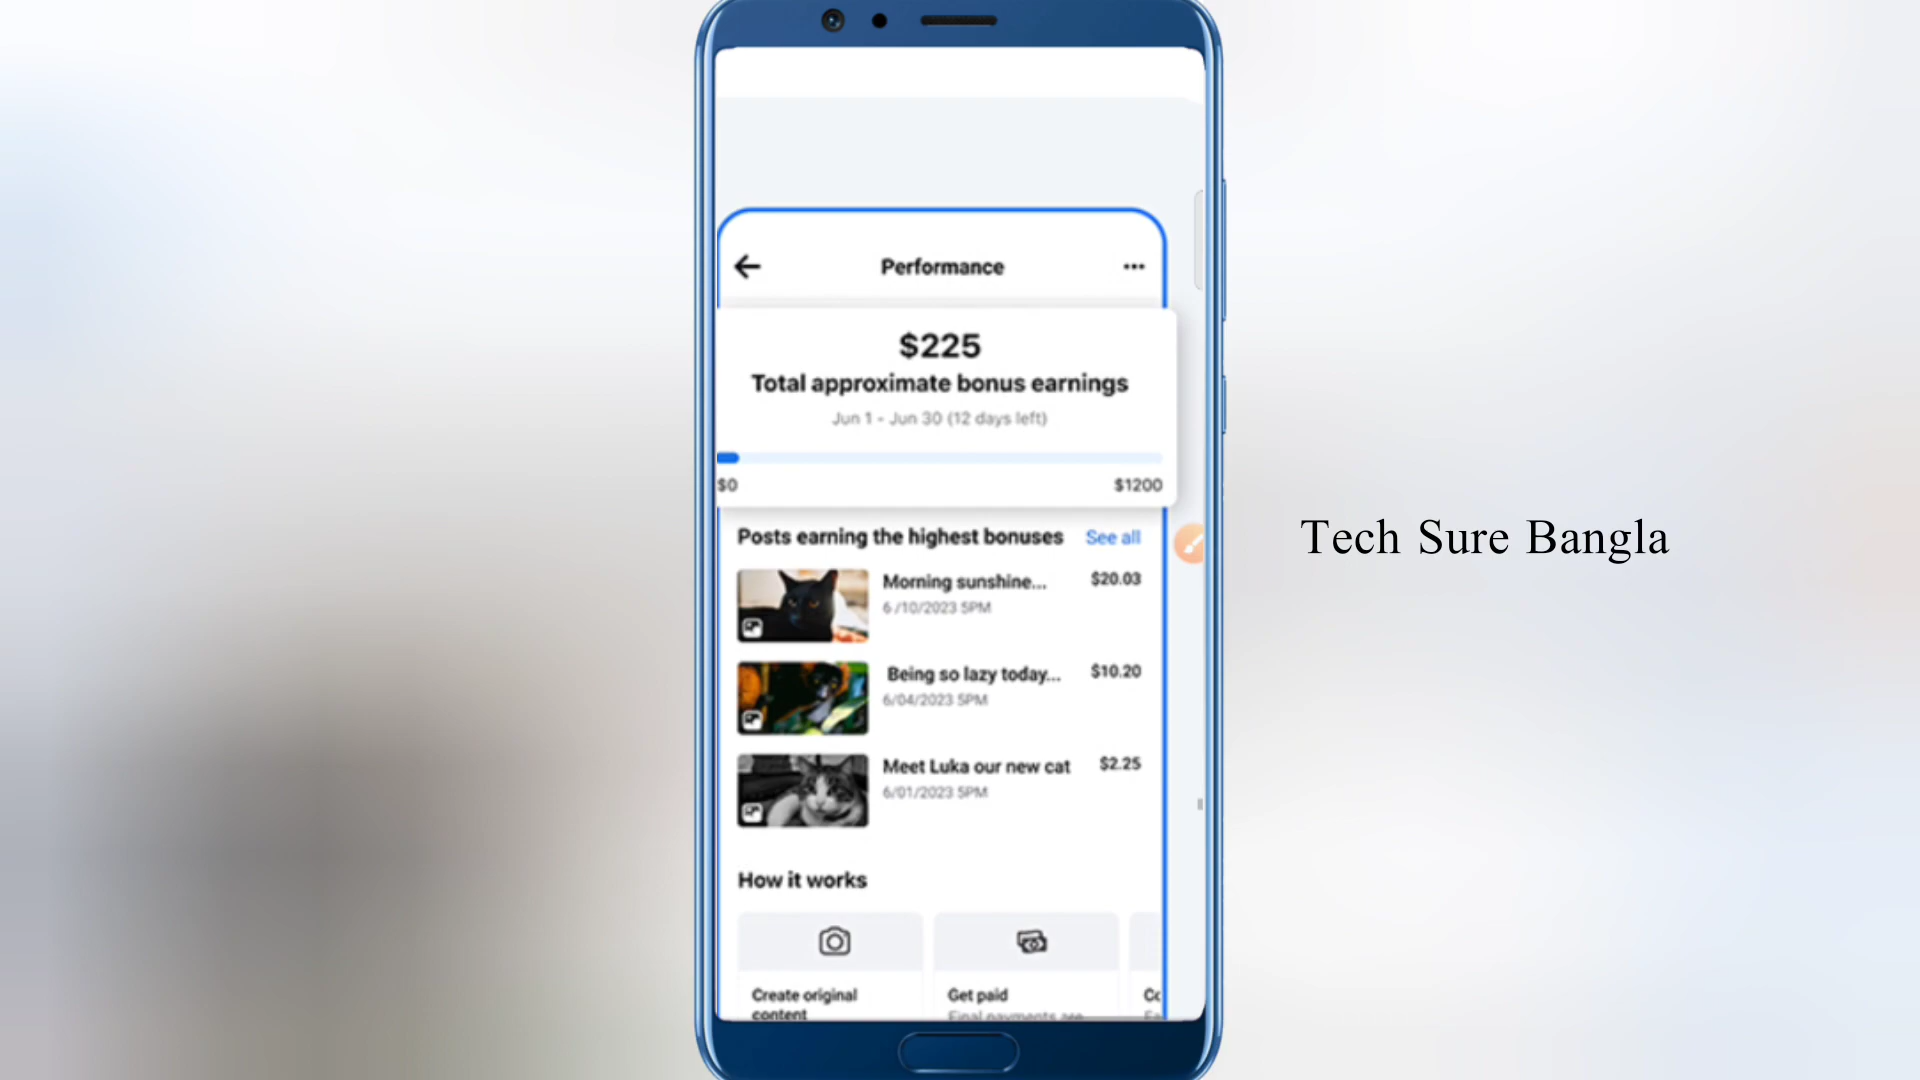 Performance
$225
Total approximate bonus earnings
Jun 1 - Jun 30 (12 days left)
$0 $1200
Posts earning the highest bonuses See all
Morning sunshine... $20.03
6 /10/2023 5PM
Being so lazy today... $10.20
6/04/2023 5PM
Meet Luka our new cat $2.25
6/01/2023 5PM
How it works
Create original
content
Get paid
Final payments are
Tech Sure Bangla